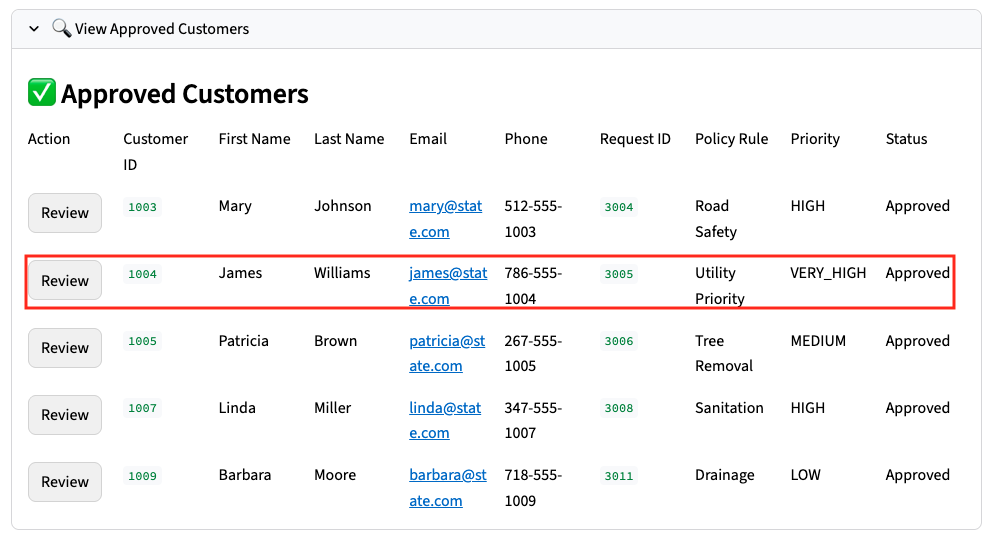 View Approved Customers
Approved Customers
Action Customer ID First Name Last Name Email Phone Request ID Policy Rule Priority Status
Review 1003 Mary Johnson mary@state.com 512-555-1003 3004 Road Safety HIGH Approved
Review 1004 James Williams james@state.com 786-555-1004 3005 Utility Priority VERY_HIGH Approved
Review 1005 Patricia Brown patricia@state.com 267-555-1005 3006 Tree Removal MEDIUM Approved
Review 1007 Linda Miller linda@state.com 347-555-1007 3008 Sanitation HIGH Approved
Review 1009 Barbara Moore barbara@state.com 718-555-1009 3011 Drainage LOW Approved